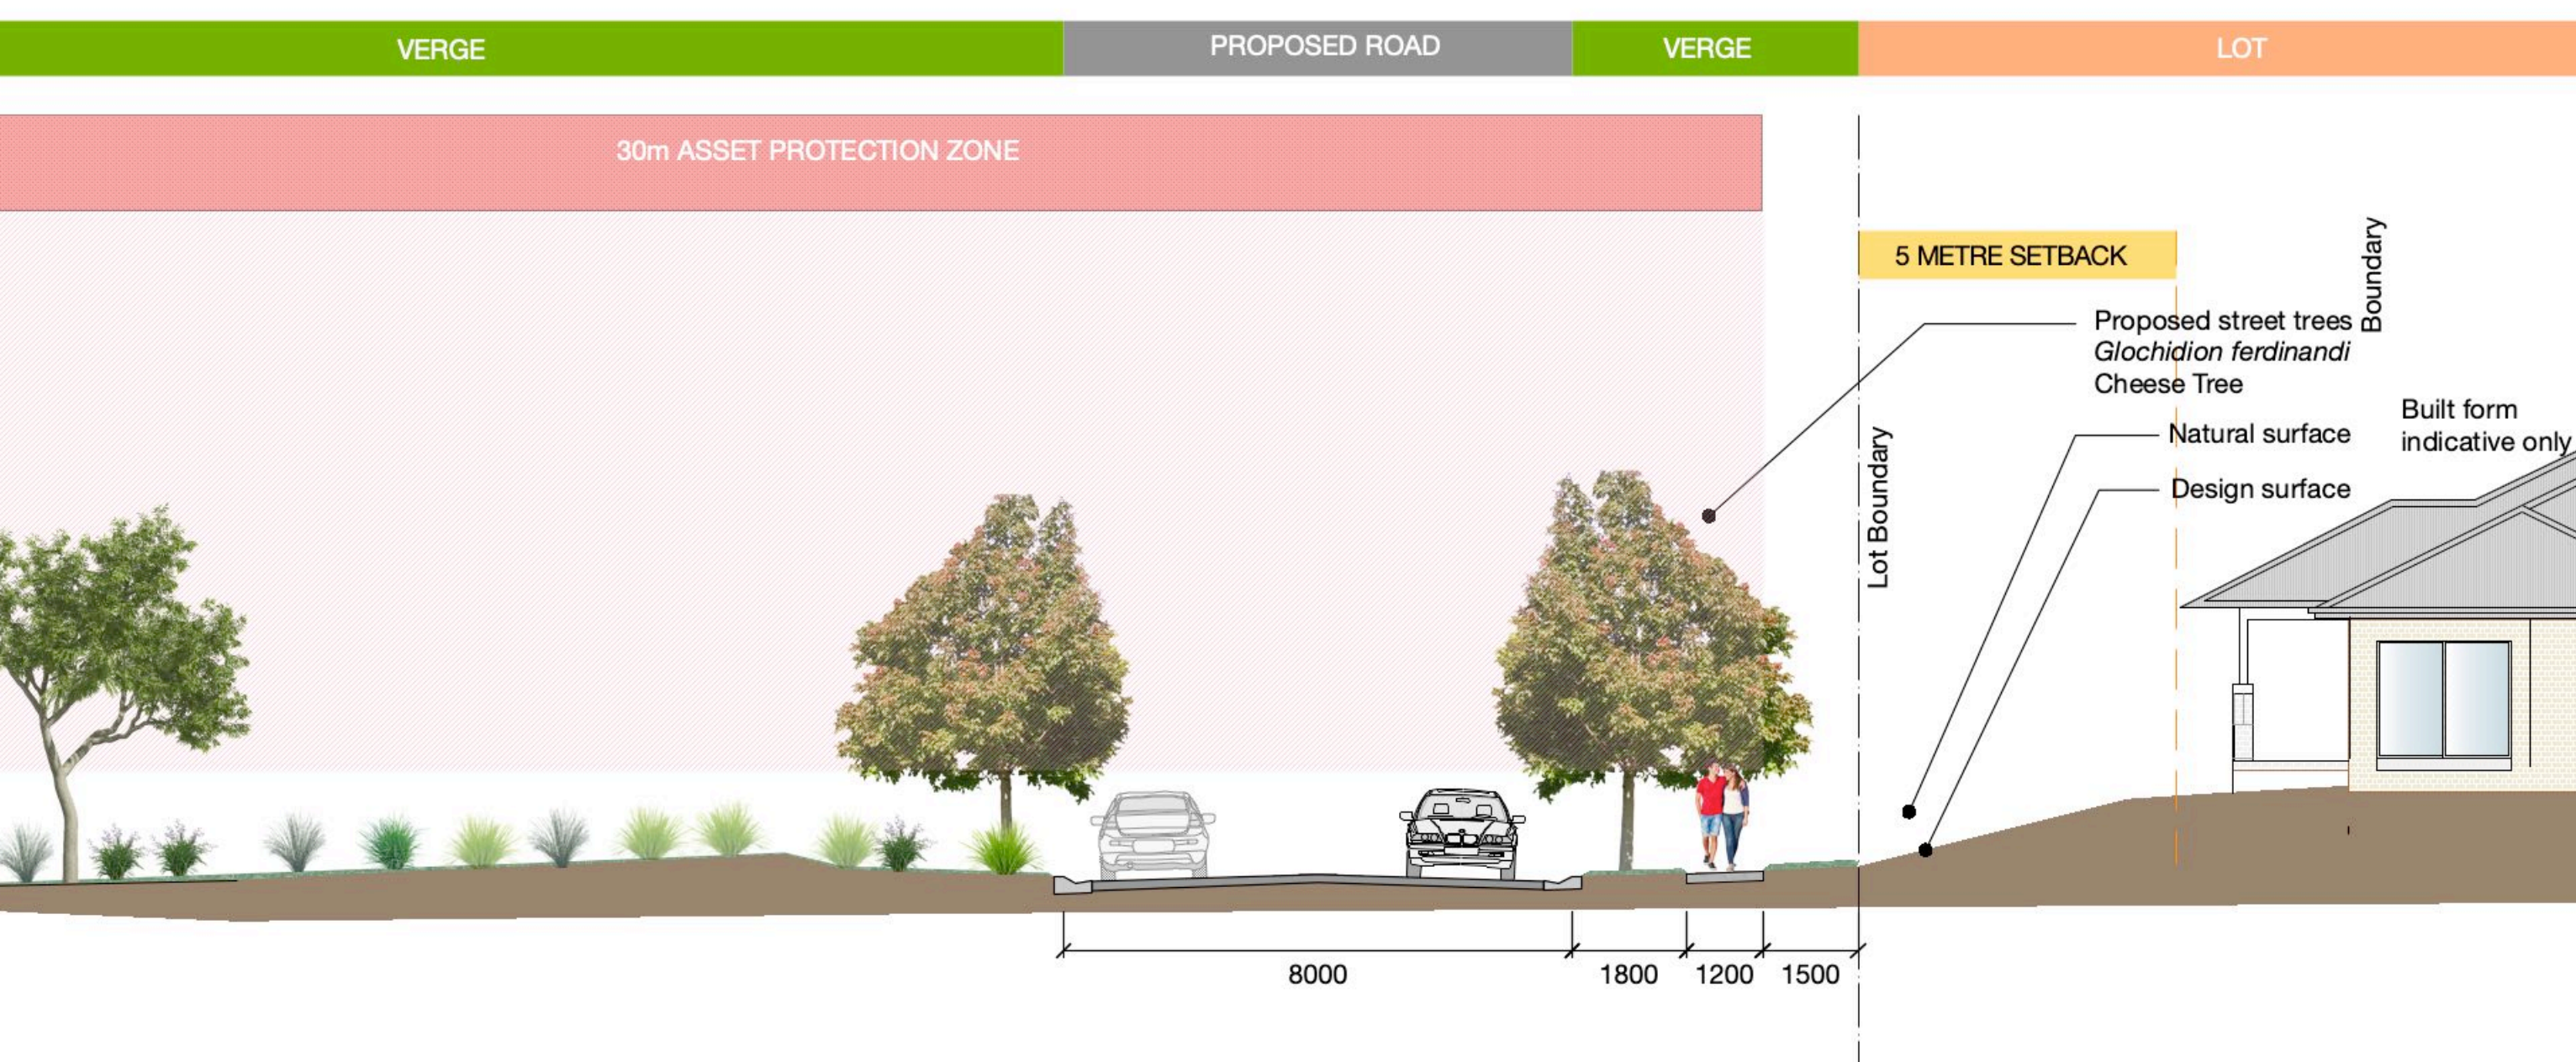 VERGE
PROPOSED ROAD
VERGE
LOT
30m ASSET PROTECTION ZONE
5 METRE SETBACK
Boundary
Proposed street trees
Glochidion ferdinandi
Cheese Tree
Built form
indicative only
Natural surface
Design surface
Lot Boundary
8000
1800
1200
1500